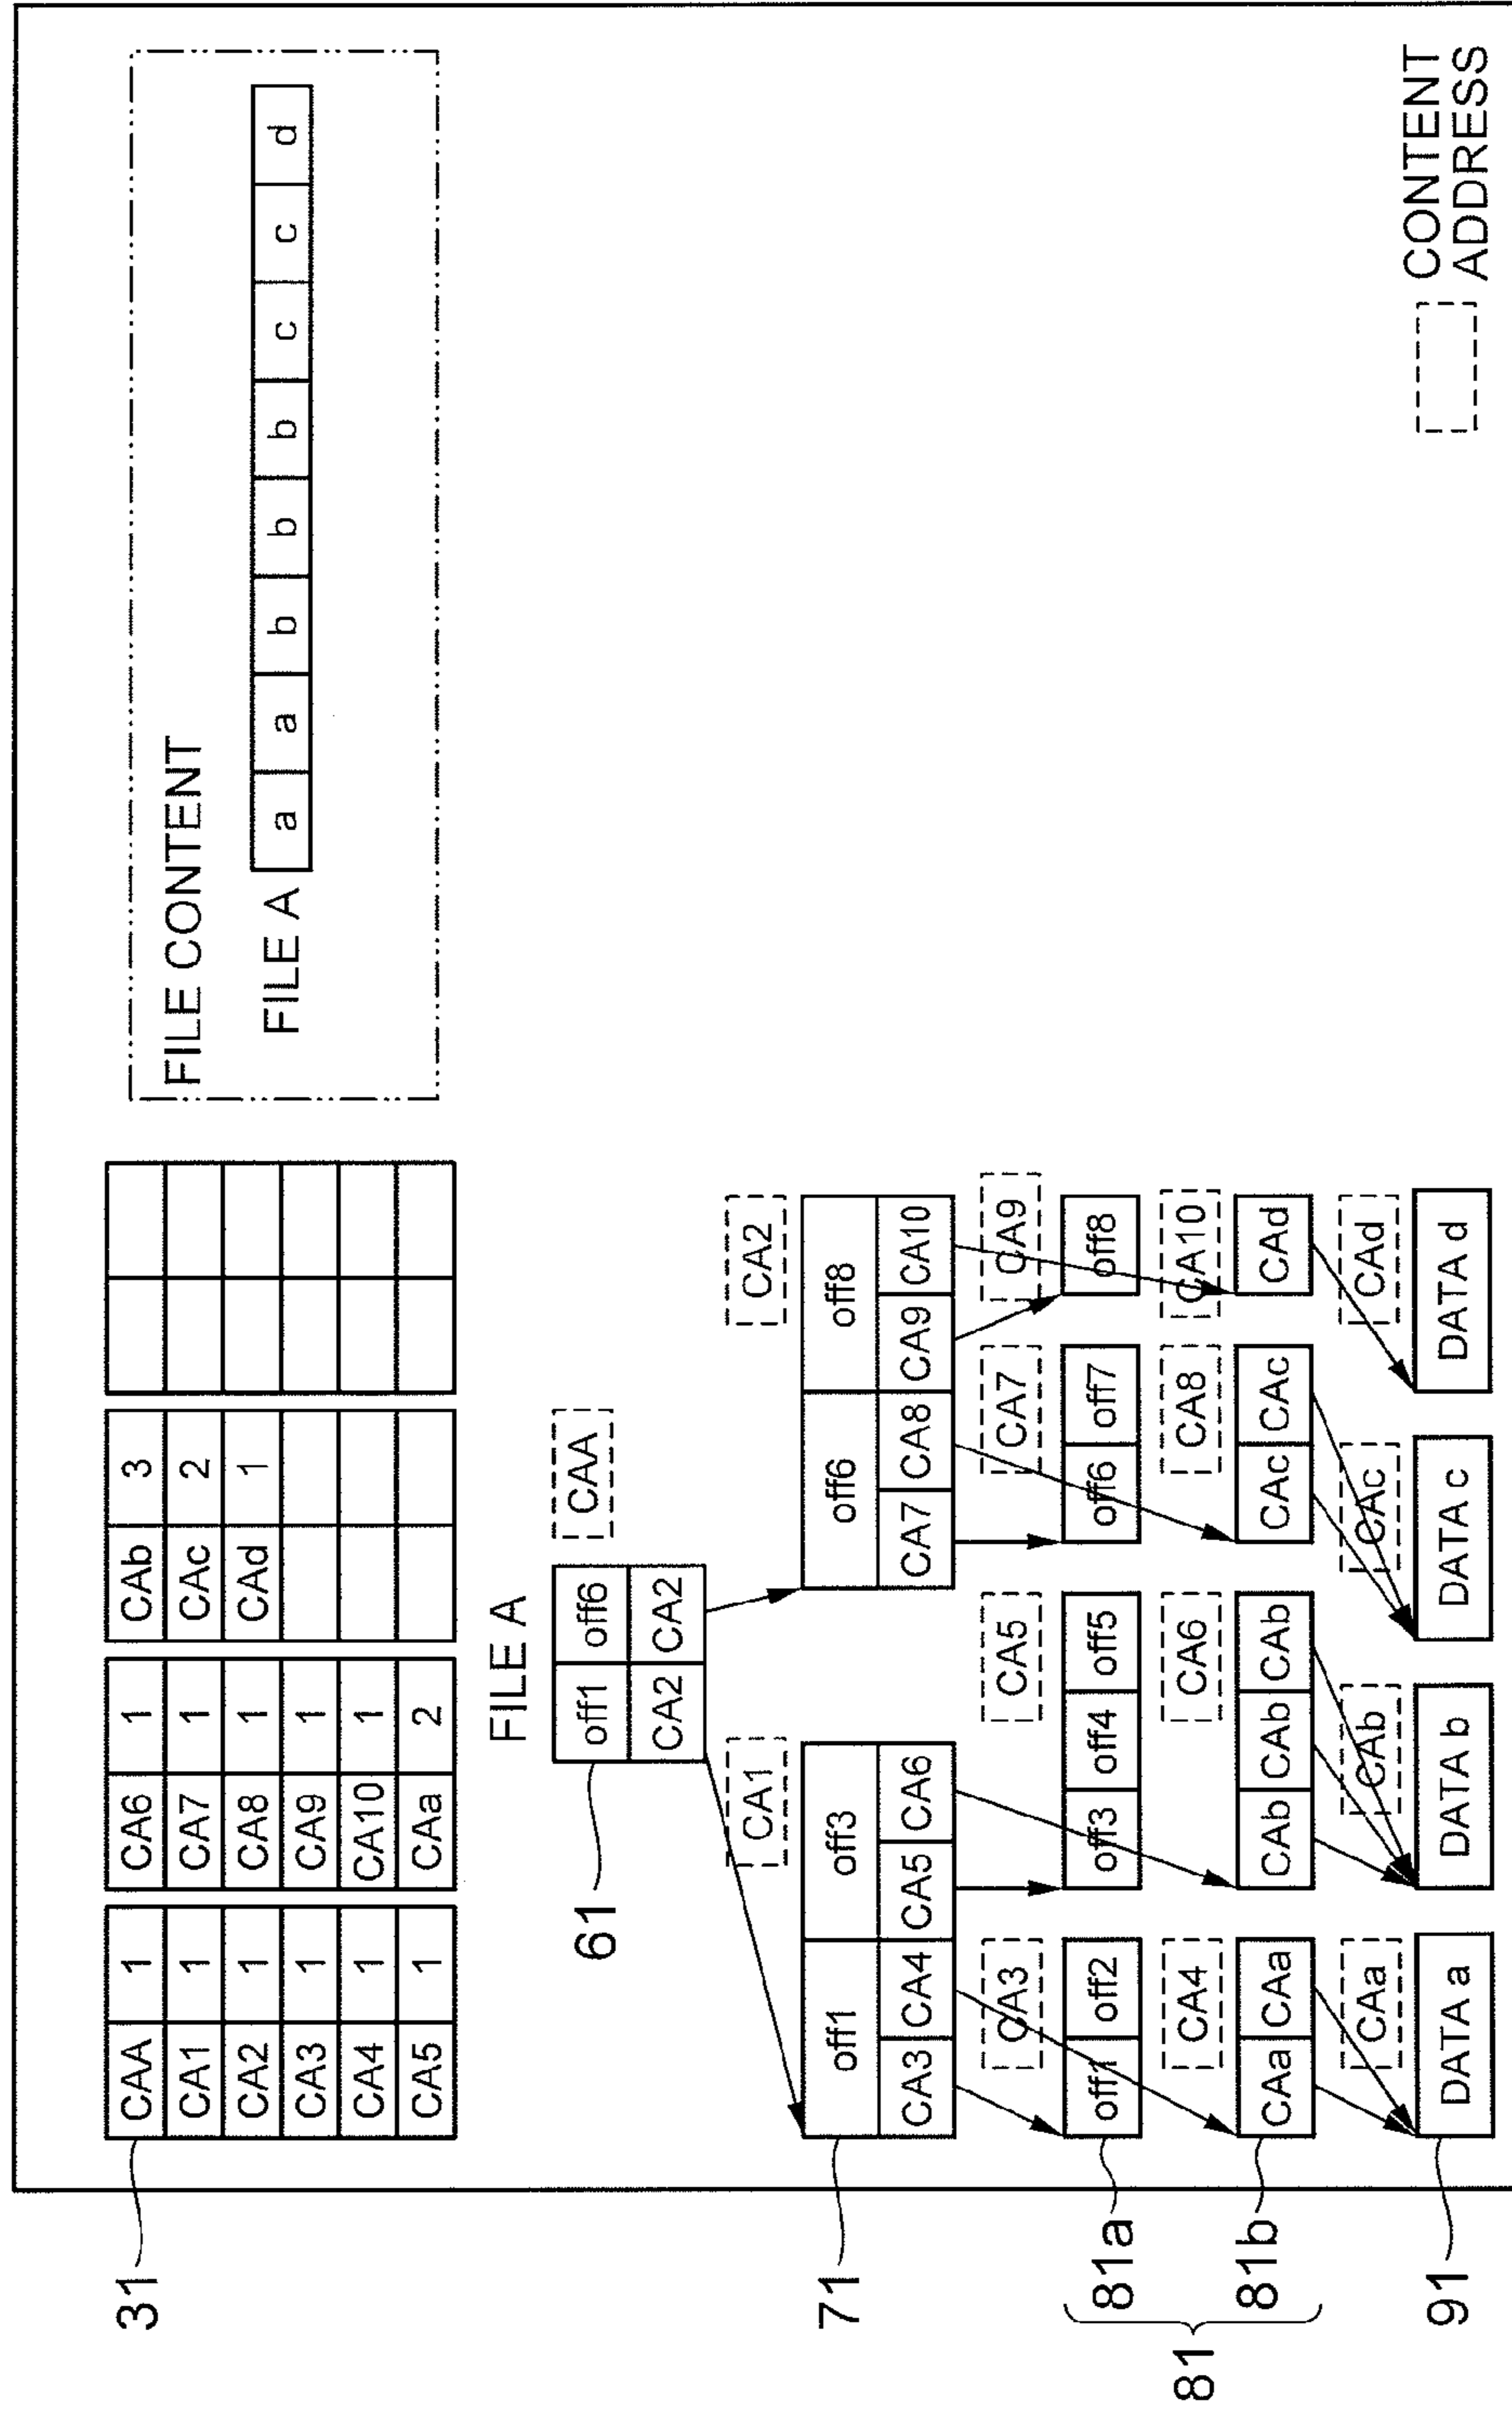 31
CAA 1
CA1 1
CA2 1
CA3 1
CA4 1
CA5 1
CA6 1
CA7 1
CA8 1
CA9 1
CA10 1
CAa 2
CAb 3
CAc 2
CAd 1
FILE CONTENT
FILE A a a b b b c c d
FILE A
61
off1 off6
CA2 CA2
CAA
CA1
CA2
71
off1 off3
CA3 CA4 CA5 CA6
off6 off8
CA7 CA8 CA9 CA10
CA3 CA5 CA7 CA9
81
81a
off1 off2
off3 off4 off5
off6 off7
off8
CA4 CA6 CA8 CA10
81b
CAa CAa
CAb CAb CAb
CAc CAc
CAd
CAa CAb CAc CAd
91
DATA a
DATA b
DATA c
DATA d
CONTENT
ADDRESS